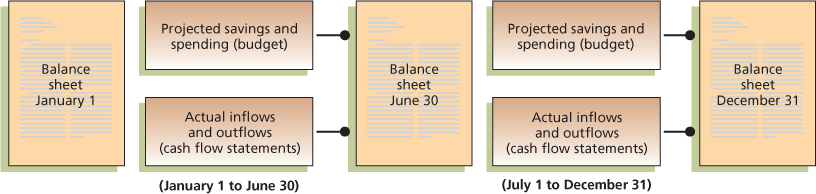 Balance
sheet
January 1
Projected savings and
spending (budget)
Actual inflows
and outflows
(cash flow statements)
(January 1 to June 30)
Balance
sheet
June 30
Projected savings and
spending (budget)
Actual inflows
and outflows
(cash flow statements)
(July 1 to December 31)
Balance
sheet
December 31